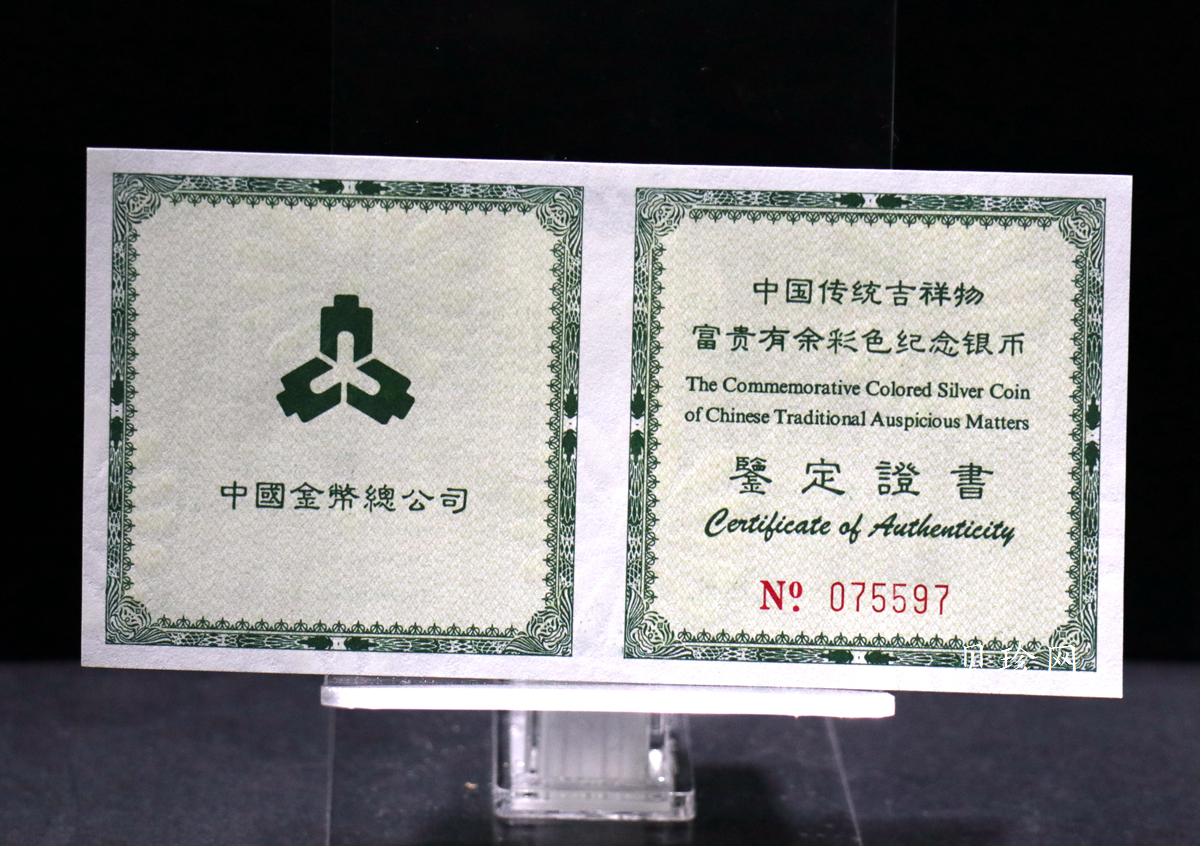 中國金幣總公司
中国传统吉祥物
富贵有余彩色纪念银币
The Commemorative Colored Silver Coin
of Chinese Traditional Auspicious Matters
鑒定證書
Certificate of Authenticity
Nº 075597